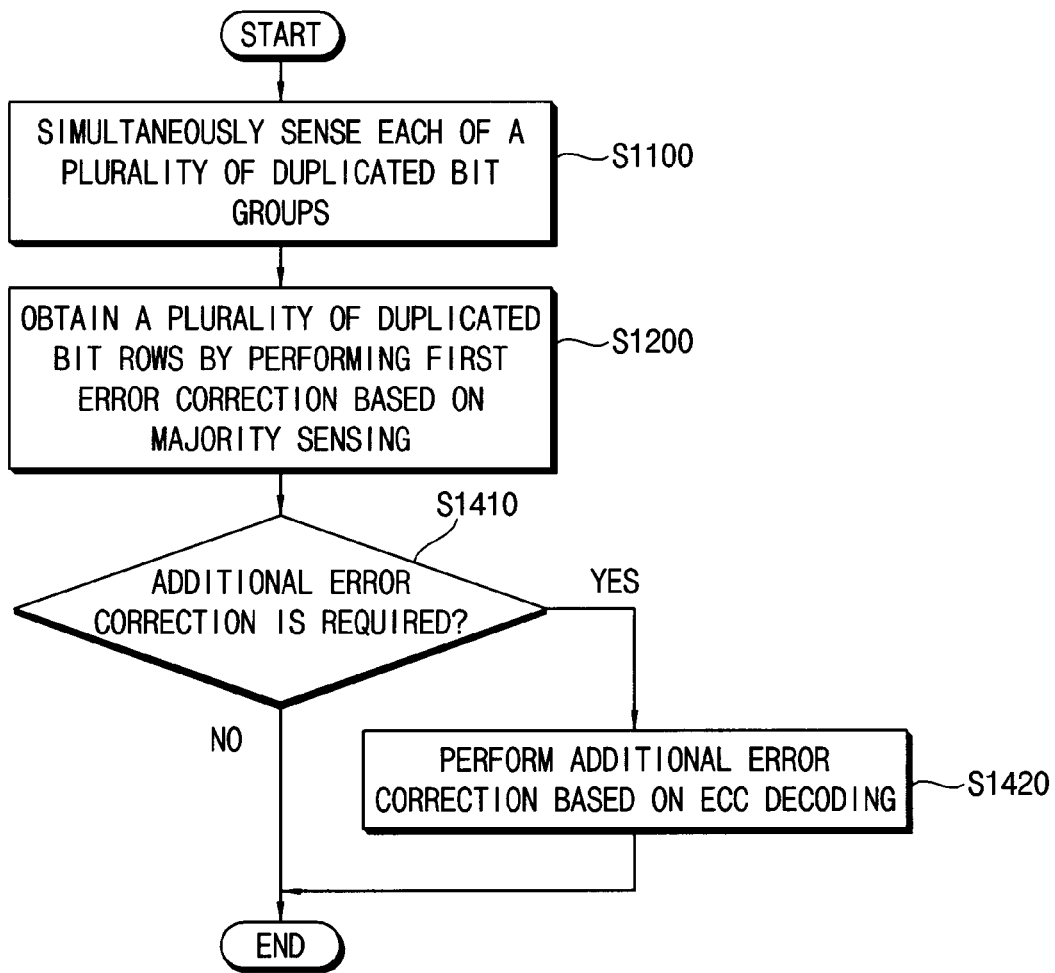 START
SIMULTANEOUSLY SENSE EACH OF A
PLURALITY OF DUPLICATED BIT
GROUPS
S1100
OBTAIN A PLURALITY OF DUPLICATED
BIT ROWS BY PERFORMING FIRST
ERROR CORRECTION BASED ON
MAJORITY SENSING
S1200
S1410
ADDITIONAL ERROR
CORRECTION IS REQUIRED?
YES
NO
PERFORM ADDITIONAL ERROR
CORRECTION BASED ON ECC DECODING
S1420
END